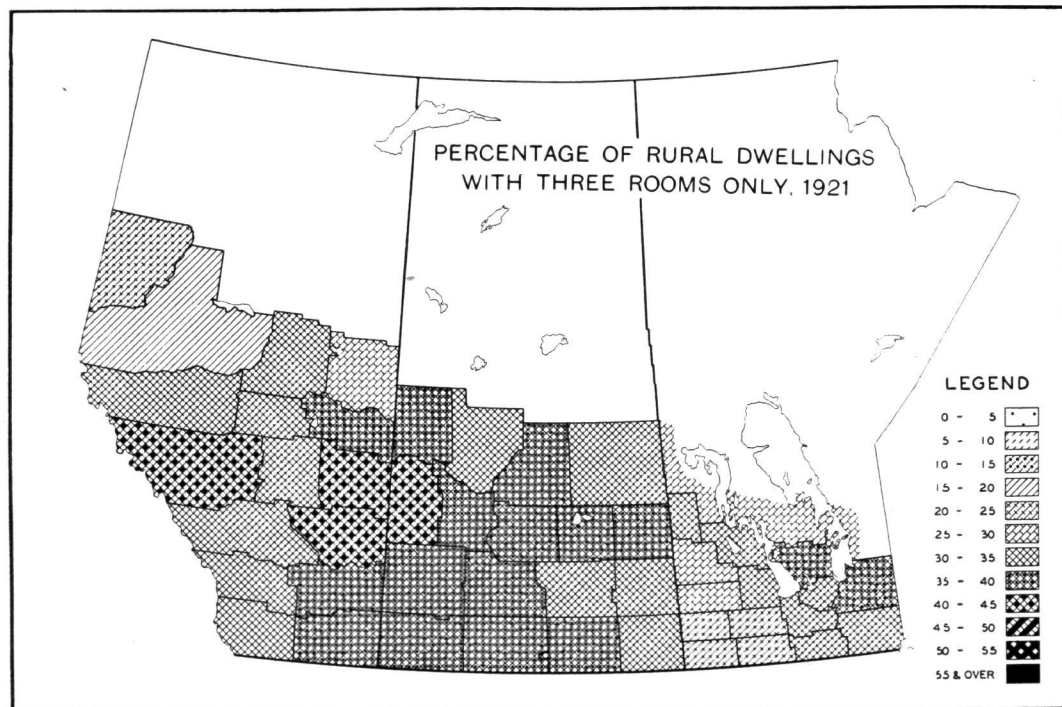 PERCENTAGE OF RURAL DWELLINGS
WITH THREE ROOMS ONLY, 1921
LEGEND
0 - 5
5 - 10
10 - 15
15 - 20
20 - 25
25 - 30
30 - 35
35 - 40
40 - 45
45 - 50
50 - 55
55 & OVER